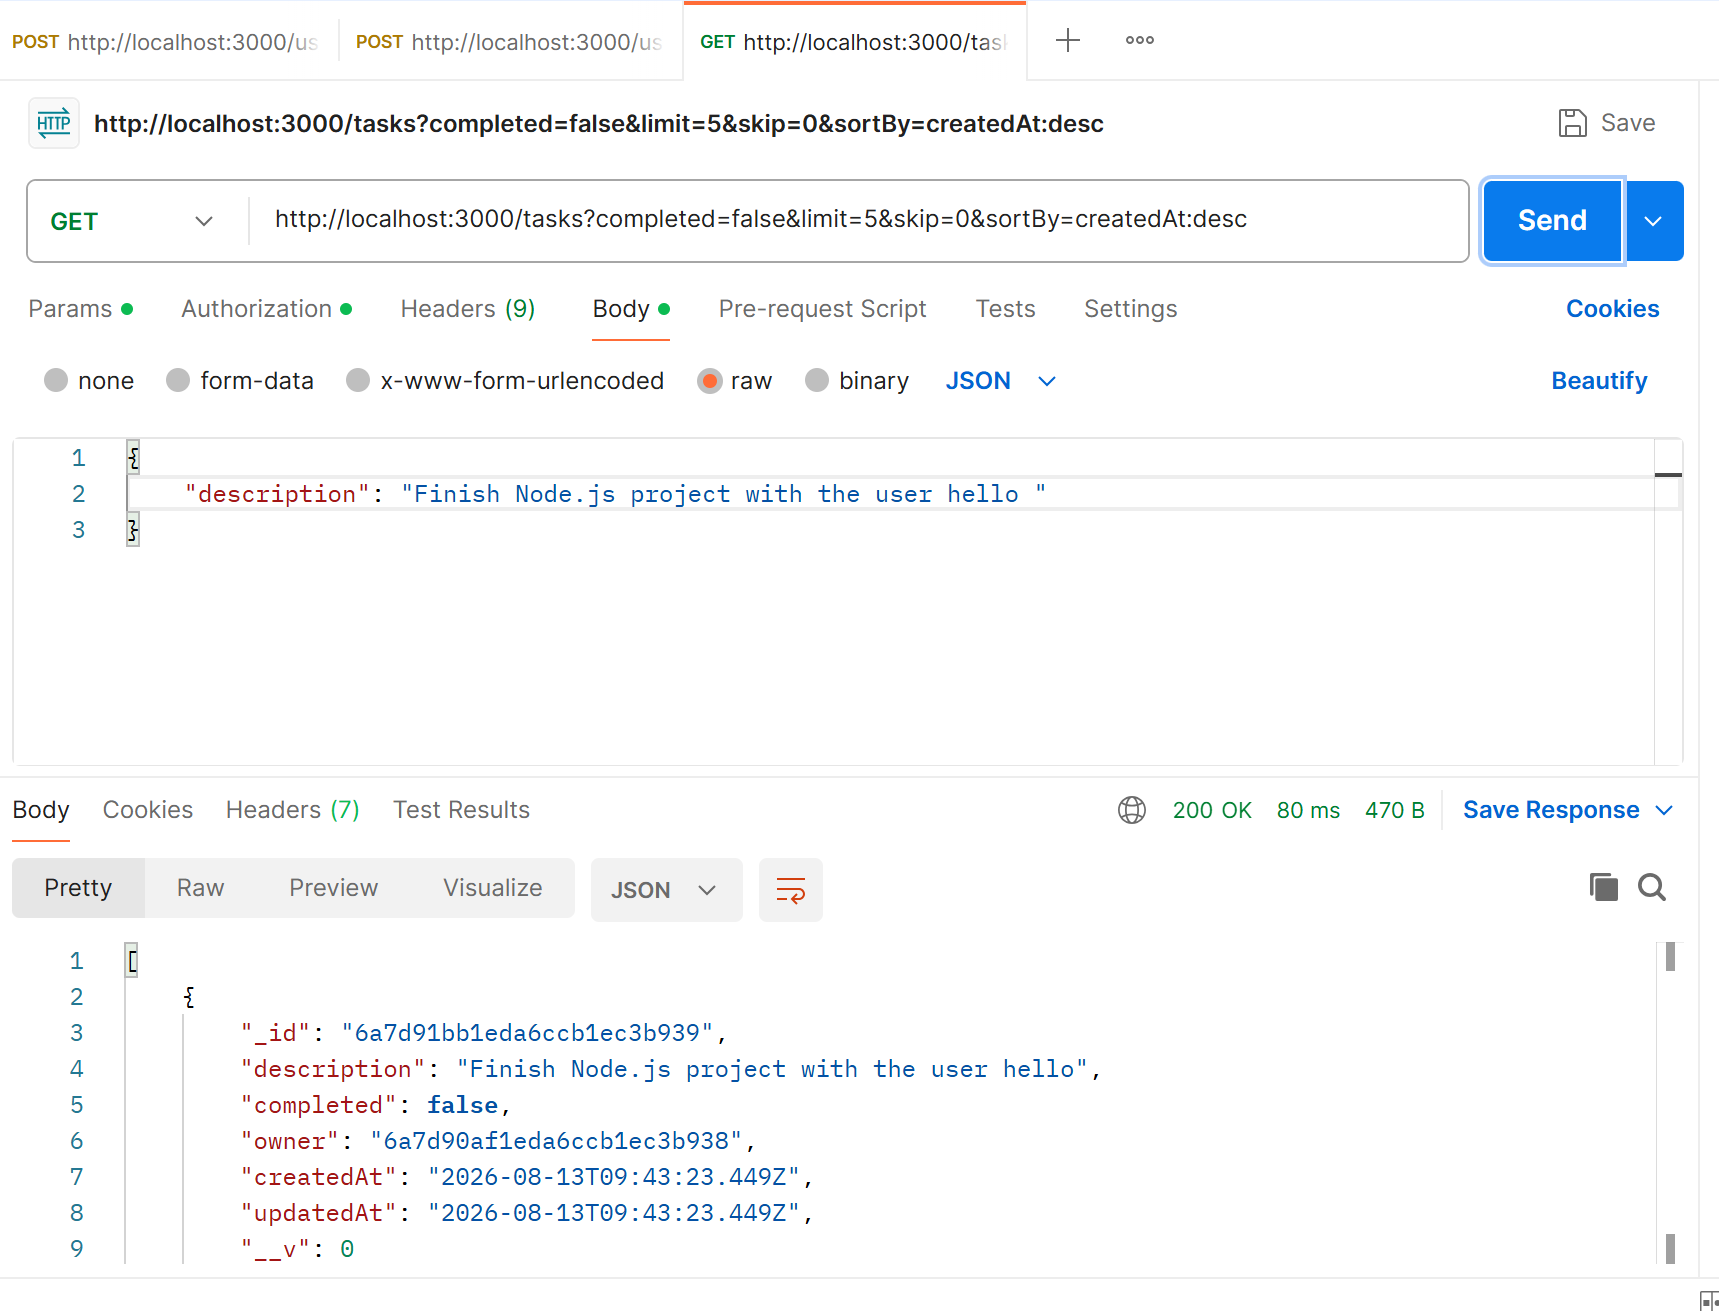 POST http://localhost:3000/us POST http://localhost:3000/us GET http://localhost:3000/tas
HTTP http://localhost:3000/tasks?completed=false&limit=5&skip=0&sortBy=createdAt:desc Save
GET http://localhost:3000/tasks?completed=false&limit=5&skip=0&sortBy=createdAt:desc Send
Params Authorization Headers (9) Body Pre-request Script Tests Settings Cookies
none form-data x-www-form-urlencoded raw binary JSON Beautify
1 {
2 "description": "Finish Node.js project with the user hello "
3 }
Body Cookies Headers (7) Test Results 200 OK 80 ms 470 B Save Response
Pretty Raw Preview Visualize JSON
1 [
2 {
3 "_id": "6a7d91bb1eda6ccb1ec3b939",
4 "description": "Finish Node.js project with the user hello",
5 "completed": false,
6 "owner": "6a7d90af1eda6ccb1ec3b938",
7 "createdAt": "2026-08-13T09:43:23.449Z",
8 "updatedAt": "2026-08-13T09:43:23.449Z",
9 "__v": 0